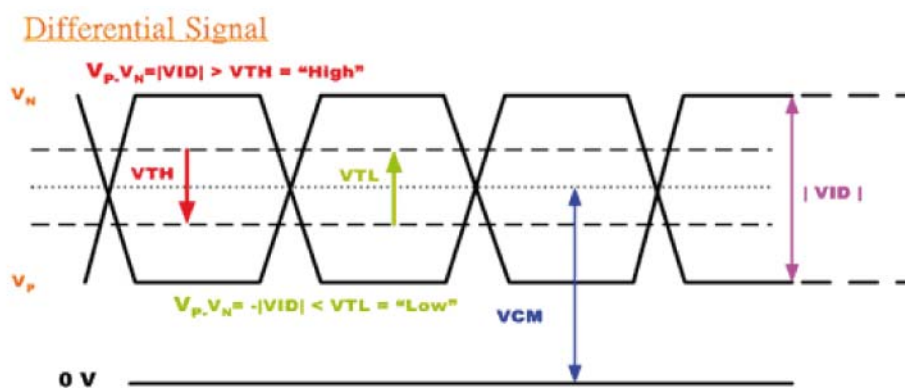 Differential Signal
VP-VN=|VID| > VTH = “High”
VN
VTH
VTL
| VID |
VP
VP-VN= -|VID| < VTL = “Low”
VCM
0 V